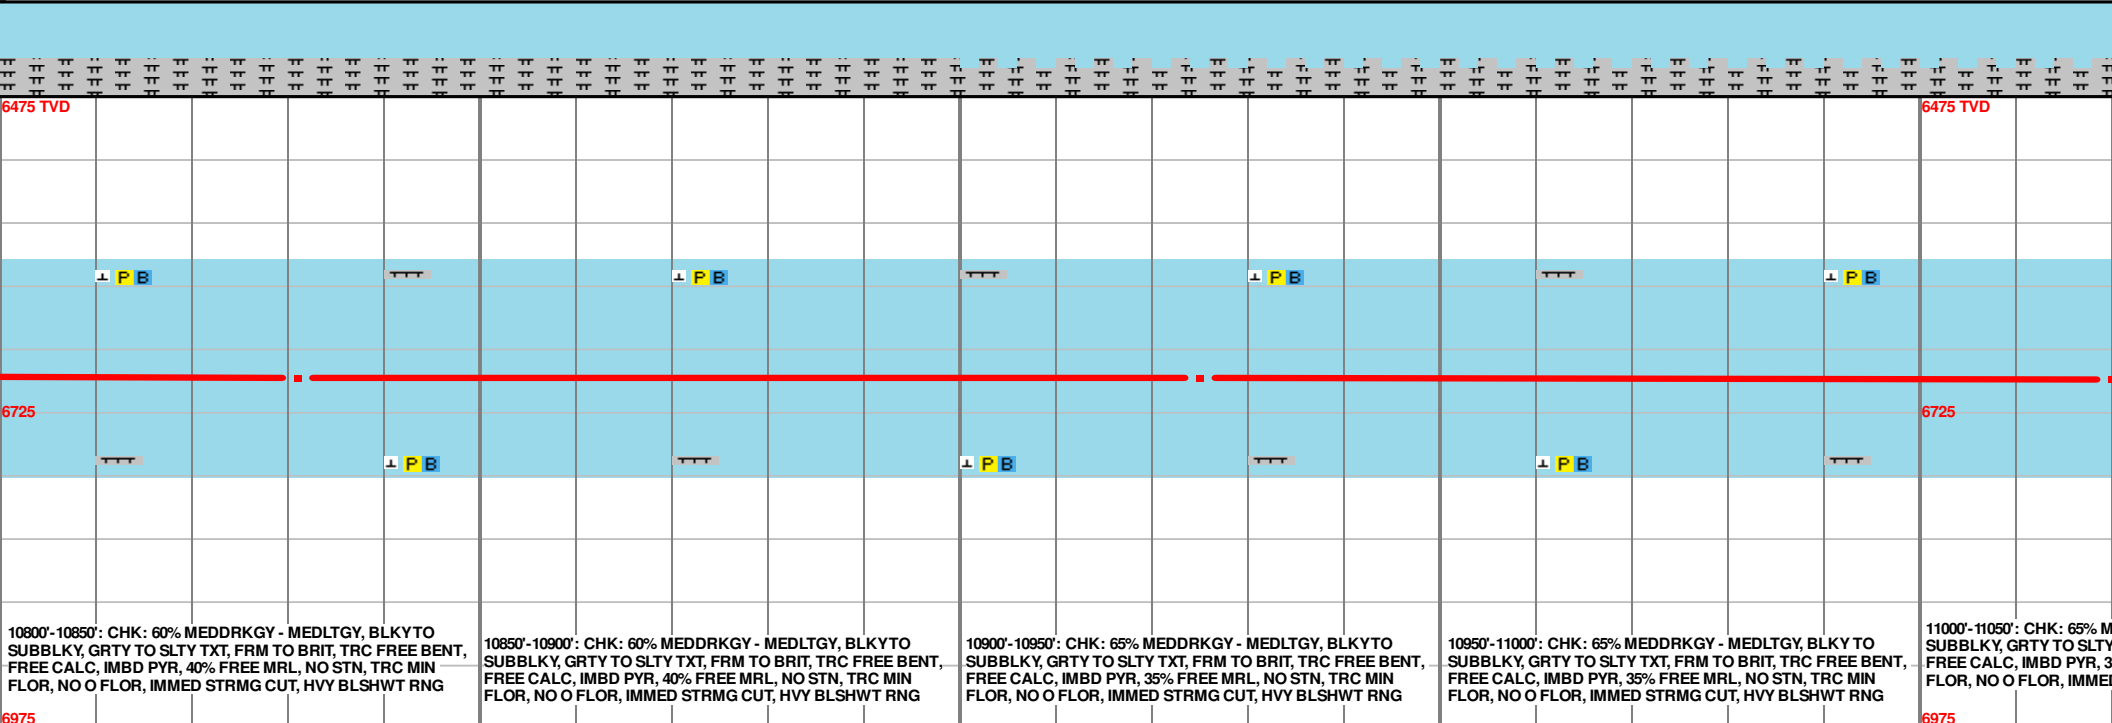 6475 TVD
6475 TVD
P B
P B
P B
P B
6725
6725
P B
P B
P B
10800'-10850': CHK: 60% MEDDRKGY - MEDLTGY, BLKY TO
SUBBLKY, GRTY TO SLTY TXT, FRM TO BRIT, TRC FREE BENT,
FREE CALC, IMBD PYR, 40% FREE MRL, NO STN, TRC MIN
FLOR, NO O FLOR, IMMED STRMG CUT, HVY BLSHWT RNG
10850'-10900': CHK: 60% MEDDRKGY - MEDLTGY, BLKY TO
SUBBLKY, GRTY TO SLTY TXT, FRM TO BRIT, TRC FREE BENT,
FREE CALC, IMBD PYR, 40% FREE MRL, NO STN, TRC MIN
FLOR, NO O FLOR, IMMED STRMG CUT, HVY BLSHWT RNG
10900'-10950': CHK: 65% MEDDRKGY - MEDLTGY, BLKY TO
SUBBLKY, GRTY TO SLTY TXT, FRM TO BRIT, TRC FREE BENT,
FREE CALC, IMBD PYR, 35% FREE MRL, NO STN, TRC MIN
FLOR, NO O FLOR, IMMED STRMG CUT, HVY BLSHWT RNG
10950'-11000': CHK: 65% MEDDRKGY - MEDLTGY, BLKY TO
SUBBLKY, GRTY TO SLTY TXT, FRM TO BRIT, TRC FREE BENT,
FREE CALC, IMBD PYR, 35% FREE MRL, NO STN, TRC MIN
FLOR, NO O FLOR, IMMED STRMG CUT, HVY BLSHWT RNG
11000'-11050': CHK: 65% M
SUBBLKY, GRTY TO SLTY
FREE CALC, IMBD PYR, 3
FLOR, NO O FLOR, IMMED
6975
6975